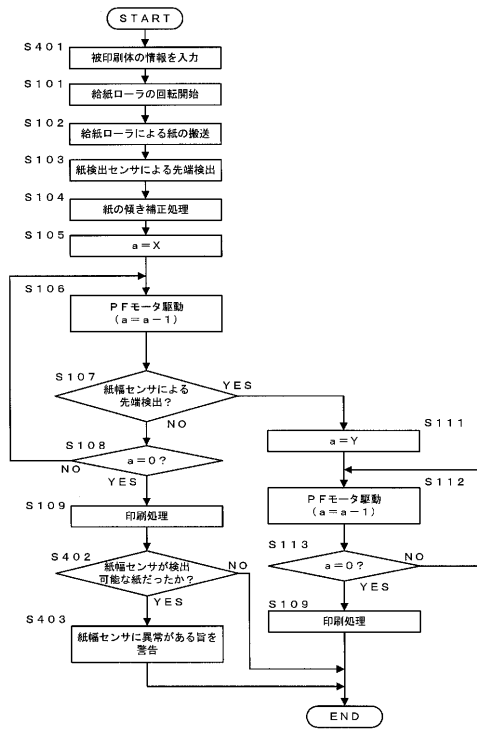 START
S401
被印刷体の情報を入力
S101
給紙ローラの回転開始
S102
給紙ローラによる紙の搬送
S103
紙検出センサによる先端検出
S104
紙の傾き補正処理
S105
a=X
S106
PFモータ駆動
(a=a-1)
S107
紙幅センサによる
先端検出?
YES
NO
S108
a=0?
NO
YES
S109
印刷処理
S402
紙幅センサが検出
可能な紙だったか?
NO
YES
S403
紙幅センサに異常がある旨を
警告
S111
a=Y
S112
PFモータ駆動
(a=a-1)
S113
a=0?
NO
YES
S109
印刷処理
END